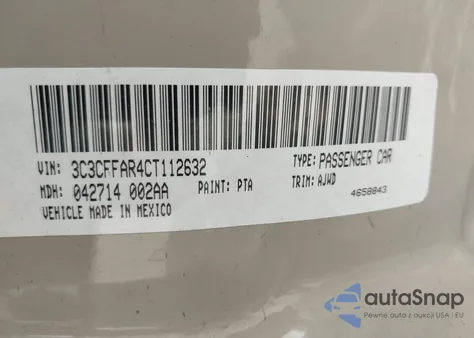 VIN: 3C3CFFAR4CT112632 TYPE: PASSENGER CAR
MDH: 042714 002AA PAINT: PTA TRIM: AJWD
VEHICLE MADE IN MEXICO 4658843
autoSnap
Pewne auta z aukcji USA i EU